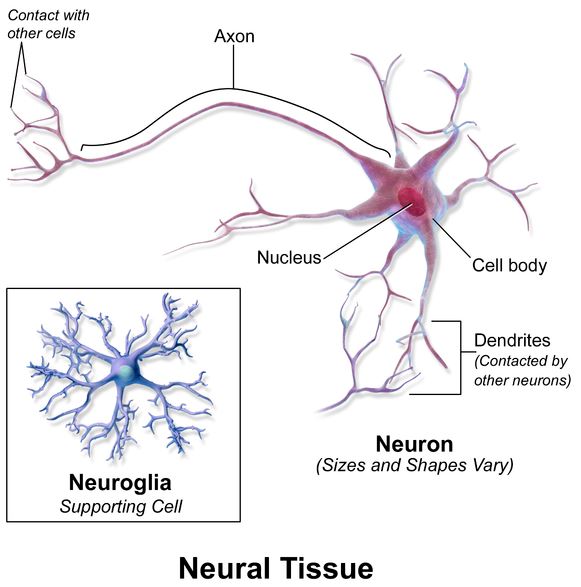 Contact with
other cells
Axon
Nucleus
Cell body
Dendrites
(Contacted by
other neurons)
Neuron
(Sizes and Shapes Vary)
Neuroglia
Supporting Cell
Neural Tissue